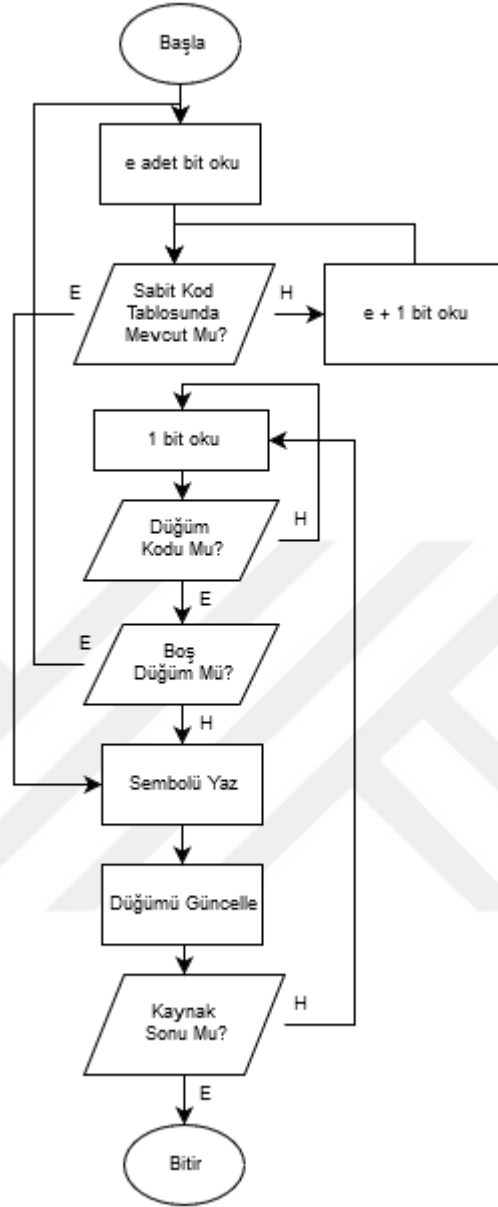 Başla
e adet bit oku
E
Sabit Kod
Tablosunda
Mevcut Mu?
H
e + 1 bit oku
1 bit oku
Düğüm
Kodu Mu?
H
E
E
Boş
Düğüm Mü?
H
Sembolü Yaz
Düğümü Güncelle
Kaynak
Sonu Mu?
H
E
Bitir